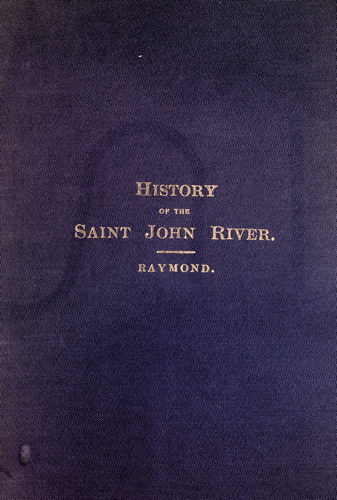 HISTORY
OF THE
SAINT JOHN RIVER.
RAYMOND.